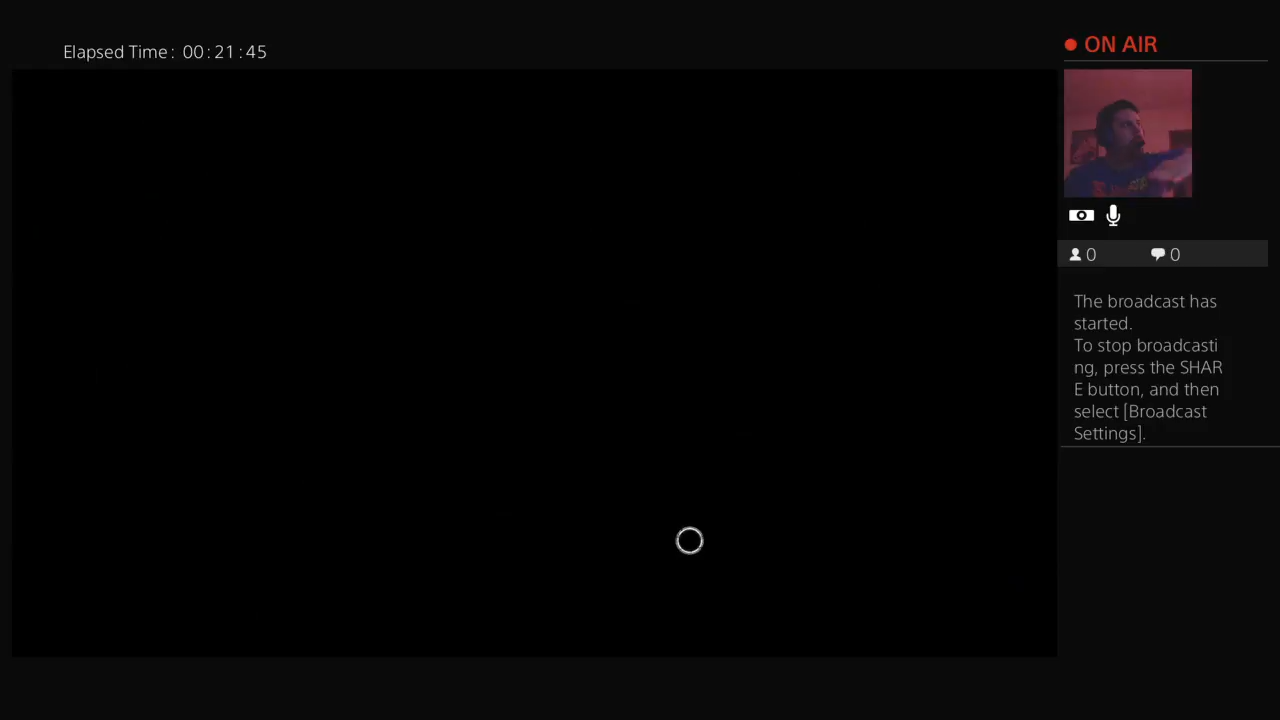 Elapsed Time: 00:21:45
ON AIR
0 0
The broadcast has
started.
To stop broadcasti
ng, press the SHAR
E button, and then
select [Broadcast
Settings].